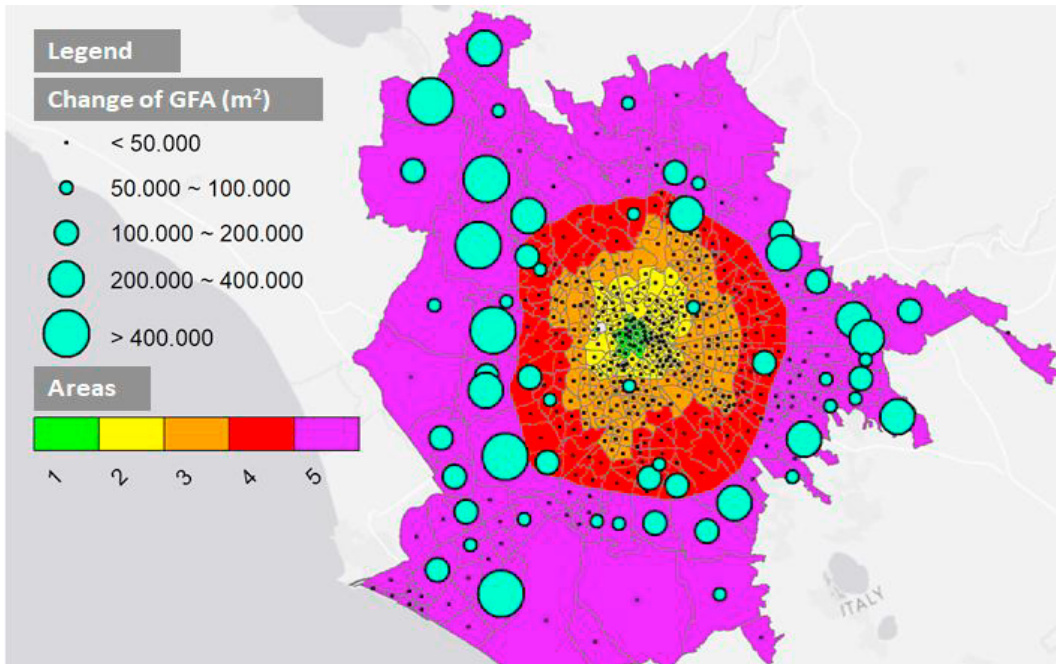 Legend
Change of GFA (m²)
< 50.000
50.000 ~ 100.000
100.000 ~ 200.000
200.000 ~ 400.000
> 400.000
Areas
1 2 3 4 5
ITALY